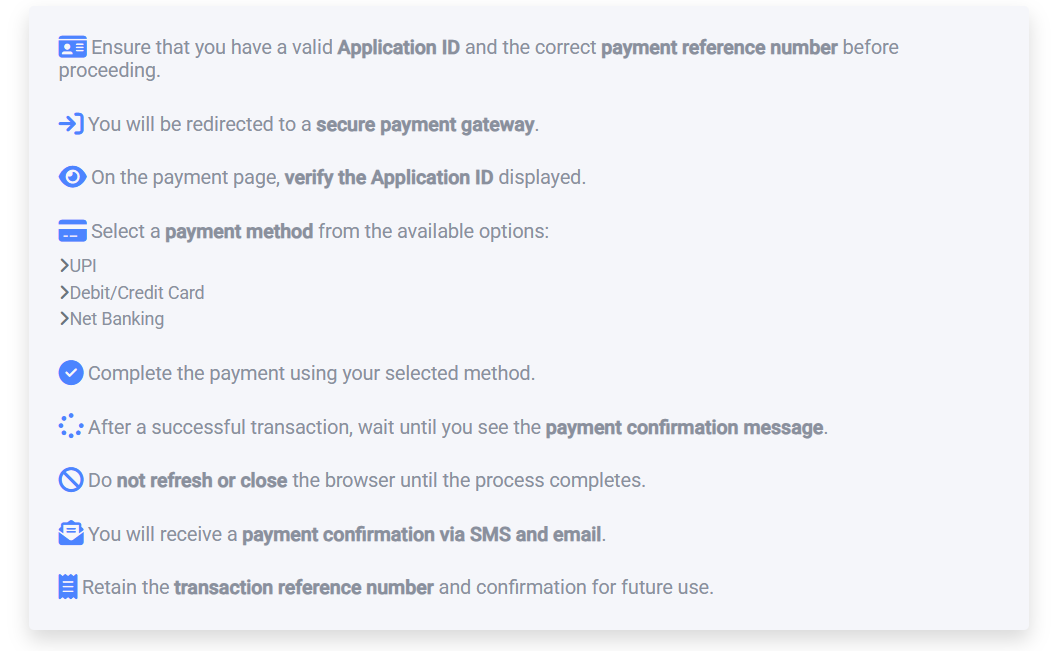 Ensure that you have a valid Application ID and the correct payment reference number before
proceeding.
You will be redirected to a secure payment gateway.
On the payment page, verify the Application ID displayed.
Select a payment method from the available options:
UPI
Debit/Credit Card
Net Banking
Complete the payment using your selected method.
After a successful transaction, wait until you see the payment confirmation message.
Do not refresh or close the browser until the process completes.
You will receive a payment confirmation via SMS and email.
Retain the transaction reference number and confirmation for future use.